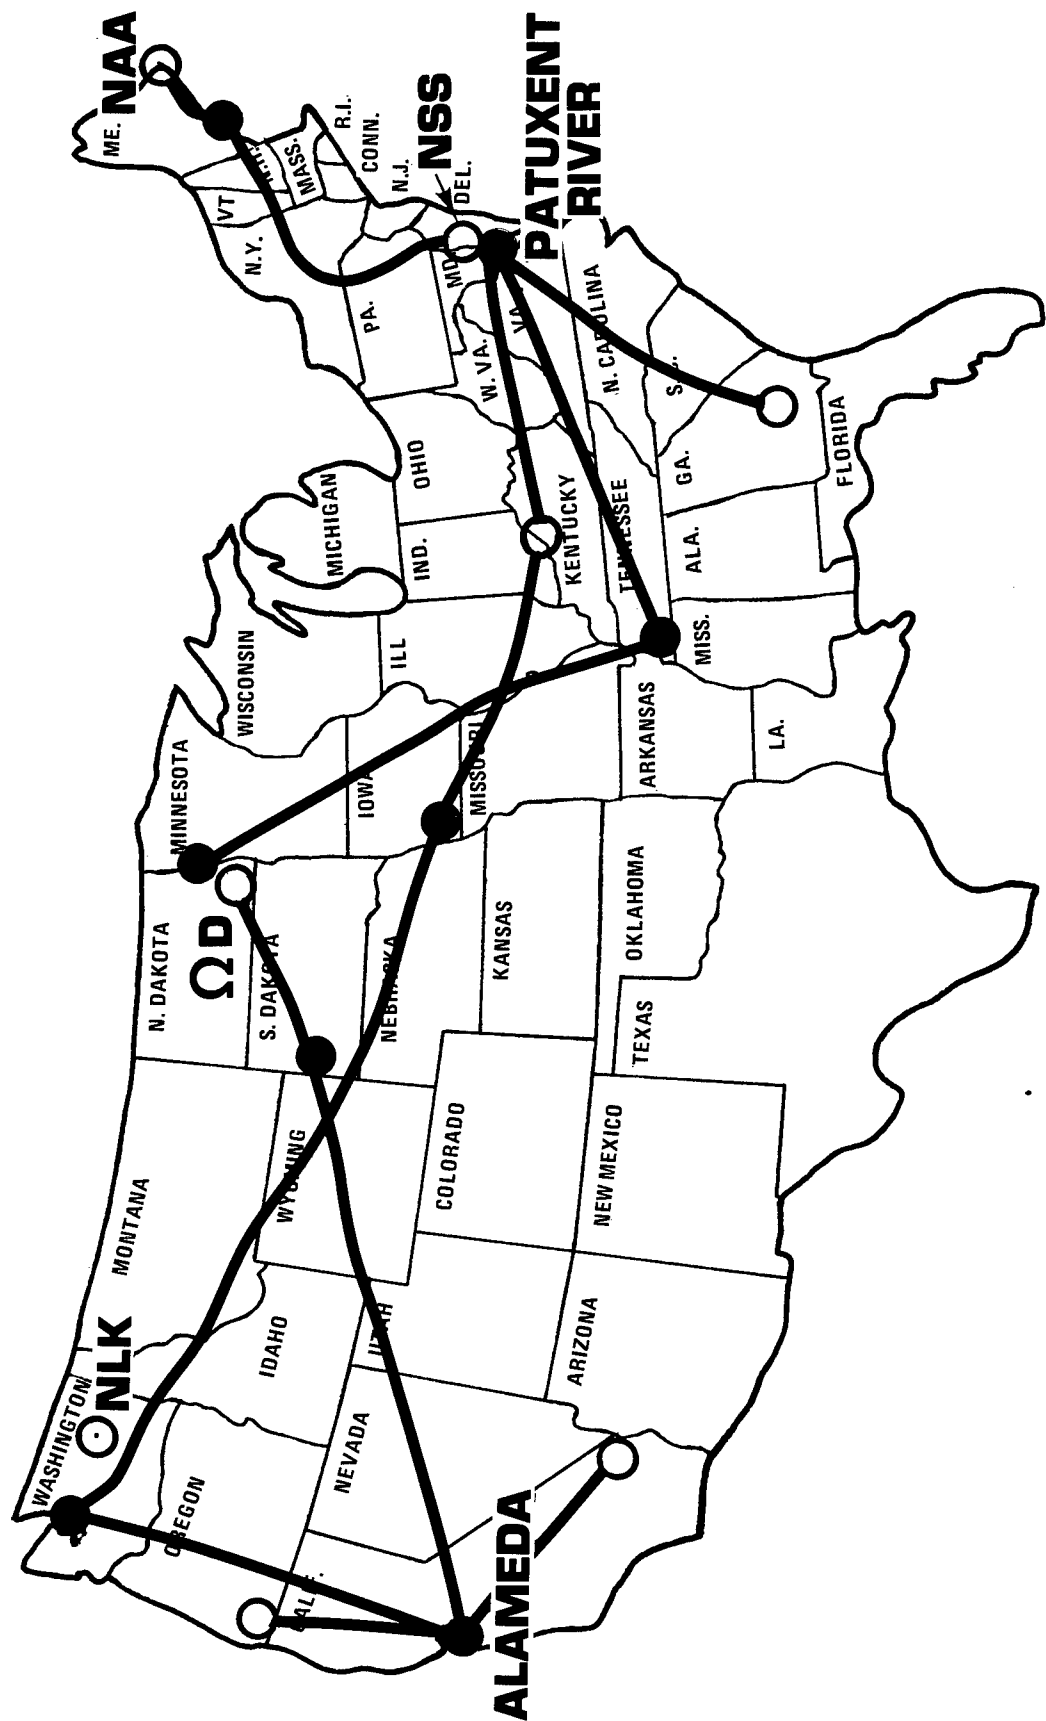 WASHINGTON
NLK
MONTANA
N. DAKOTA
MINNESOTA
WISCONSIN
MICHIGAN
ME.
NAA
VT
N.H.
MASS.
R.I.
CONN.
N.Y.
N.J.
PA.
NSS
DEL.
MD.
PATUXENT
RIVER
OREGON
IDAHO
WYOMING
Ω D
S. DAKOTA
NEBRASKA
IOWA
ILL
IND.
OHIO
W. VA.
VA.
CALIF.
NEVADA
UTAH
COLORADO
KANSAS
MISSOURI
KENTUCKY
N. CAROLINA
TENNESSEE
ALAMEDA
ARIZONA
NEW MEXICO
TEXAS
OKLAHOMA
ARKANSAS
MISS.
ALA.
GA.
LA.
FLORIDA